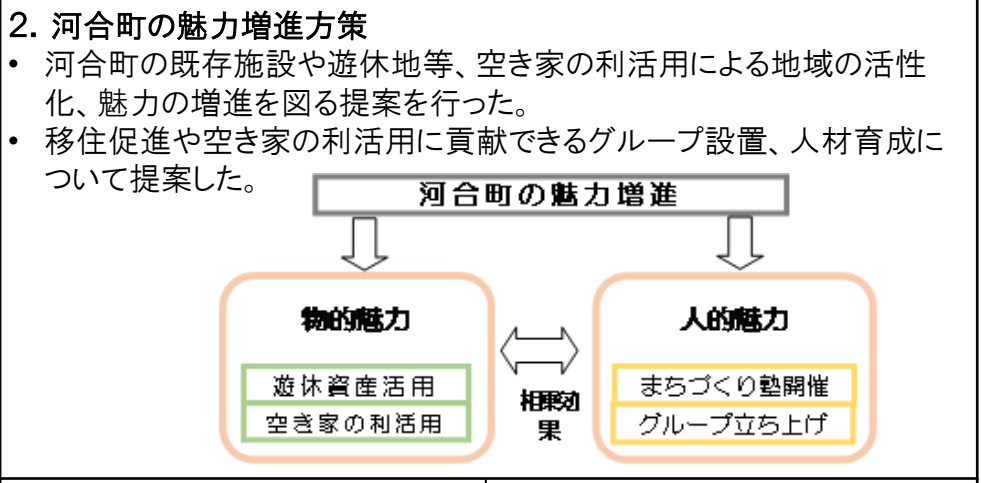 ２．河合町の魅力増進方策
• 河合町の既存施設や遊休地等、空き家の利活用による地域の活性
化、魅力の増進を図る提案を行った。
• 移住促進や空き家の利活用に貢献できるグループ設置、人材育成に
ついて提案した。
河合町の魅力増進
物的魅力
人的魅力
遊休資産活用
空き家の利活用
相乗効
果
まちづくり塾開催
グループ立ち上げ